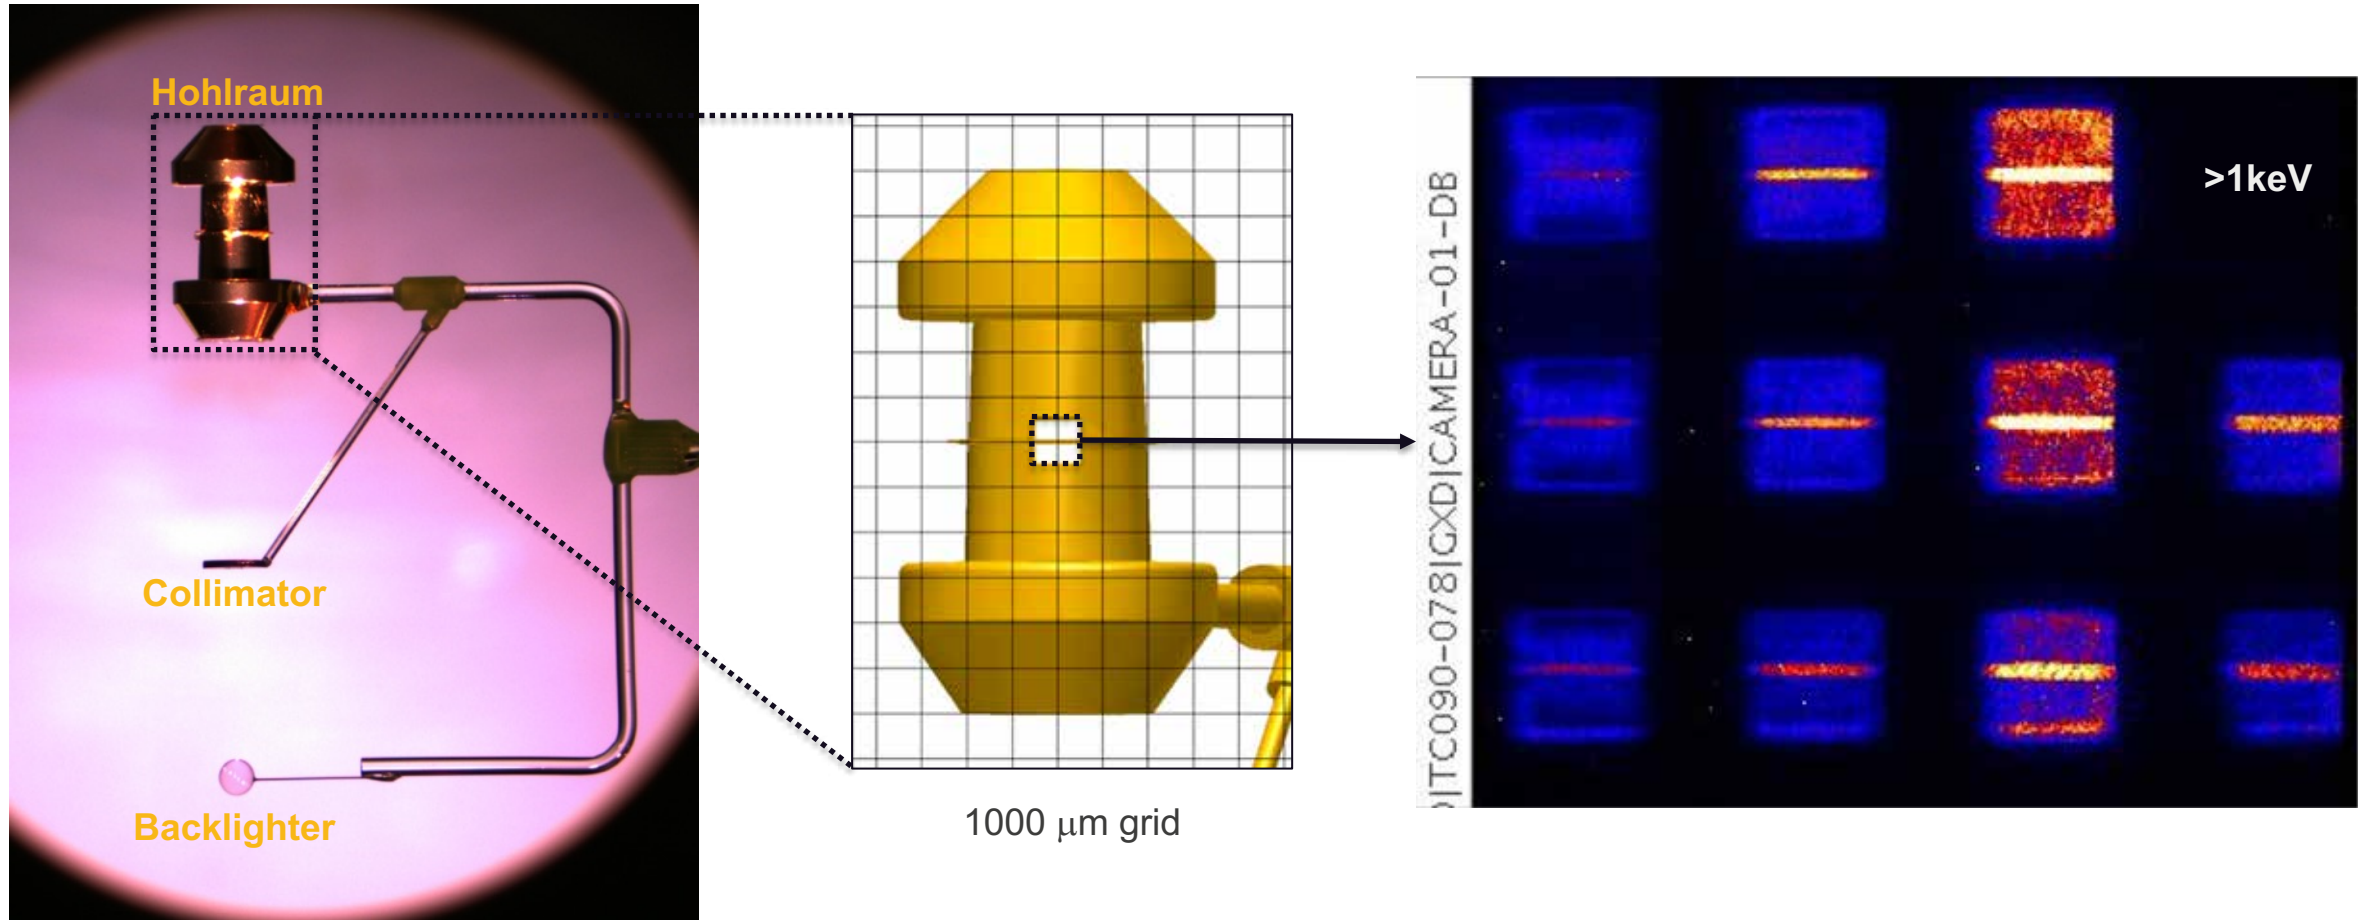 Hohlraum
Collimator
Backlighter
1000 μm grid
|TC090-078|GXD|CAMERA-01-DB
>1keV